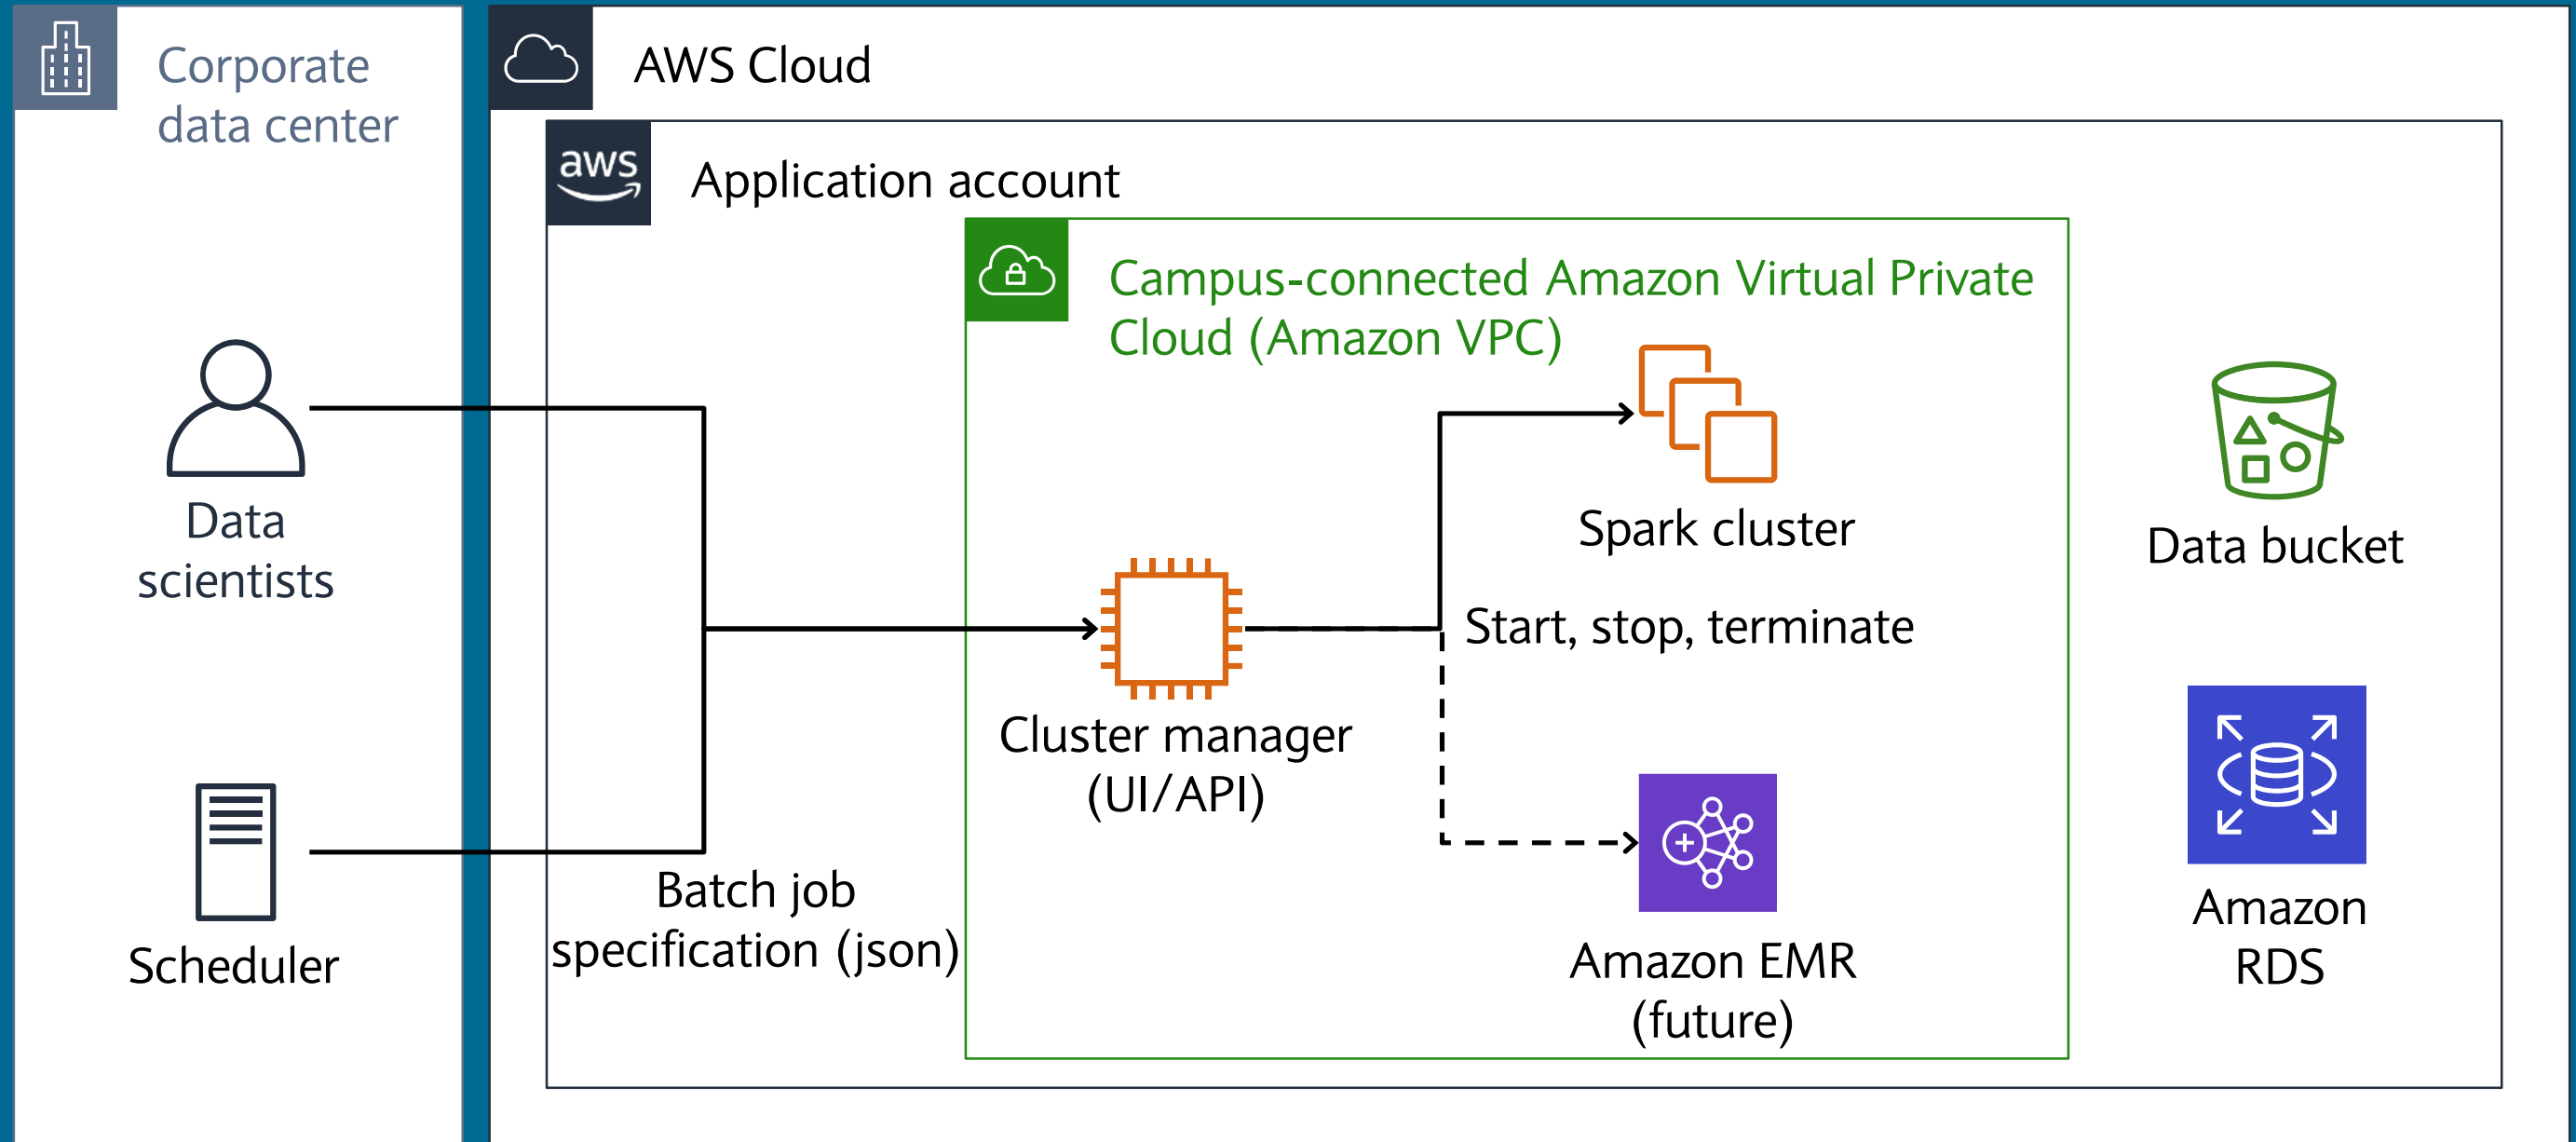 Corporate
data center
AWS Cloud
aws
Application account
Campus-connected Amazon Virtual Private
Cloud (Amazon VPC)
Data
scientists
Spark cluster
Data bucket
Start, stop, terminate
Cluster manager
(UI/API)
Batch job
specification (json)
Scheduler
Amazon EMR
(future)
Amazon
RDS